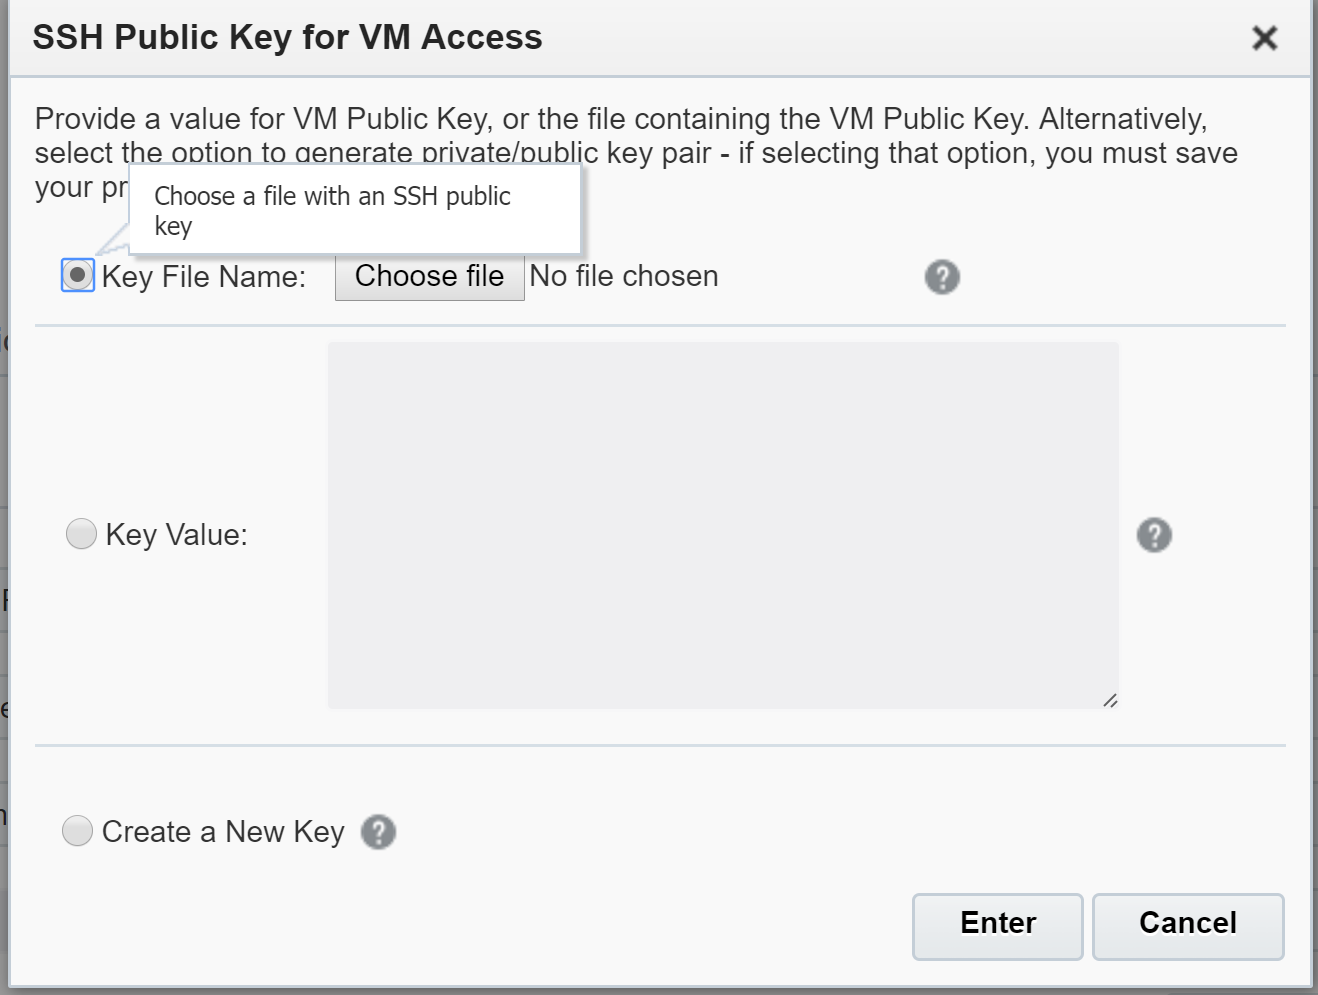 SSH Public Key for VM Access
Provide a value for VM Public Key, or the file containing the VM Public Key. Alternatively,
select the option to generate private/public key pair - if selecting that option, you must save
your pr
Choose a file with an SSH public
key
Key File Name: Choose file No file chosen ?
Key Value: ?
Create a New Key ?
Enter Cancel